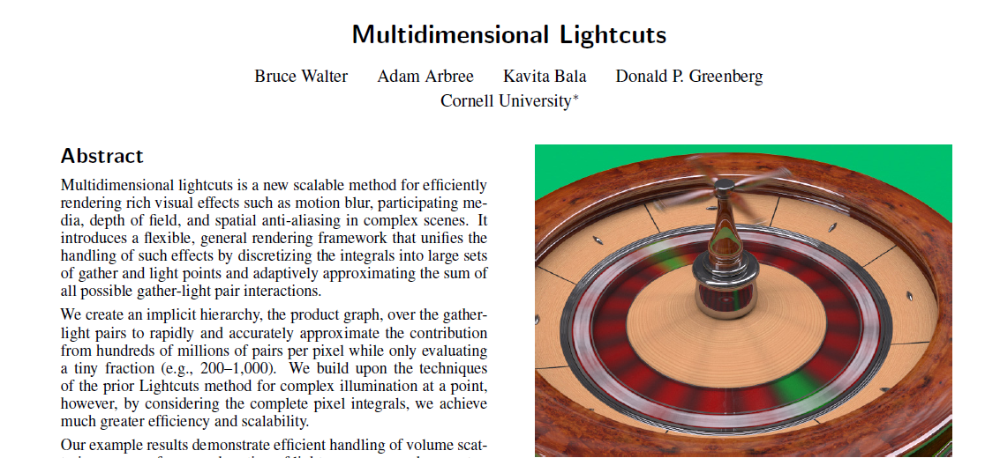 Multidimensional Lightcuts
Bruce Walter Adam Arbree Kavita Bala Donald P. Greenberg
Cornell University*
Abstract
Multidimensional lightcuts is a new scalable method for efficiently
rendering rich visual effects such as motion blur, participating me-
dia, depth of field, and spatial anti-aliasing in complex scenes. It
introduces a flexible, general rendering framework that unifies the
handling of such effects by discretizing the integrals into large sets
of gather and light points and adaptively approximating the sum of
all possible gather-light pair interactions.
We create an implicit hierarchy, the product graph, over the gather-
light pairs to rapidly and accurately approximate the contribution
from hundreds of millions of pairs per pixel while only evaluating
a tiny fraction (e.g., 200–1,000). We build upon the techniques
of the prior Lightcuts method for complex illumination at a point,
however, by considering the complete pixel integrals, we achieve
much greater efficiency and scalability.
Our example results demonstrate efficient handling of volume scat-